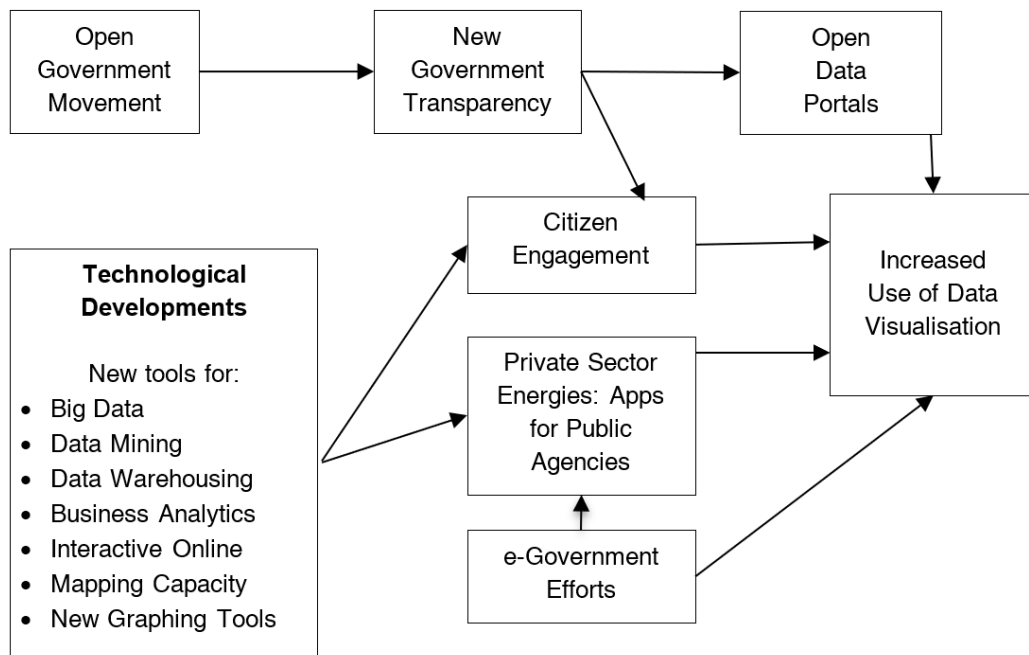 Open
Government
Movement
New
Government
Transparency
Open
Data
Portals
Citizen
Engagement
Increased
Use of Data
Visualisation
Technological
Developments
New tools for:
• Big Data
• Data Mining
• Data Warehousing
• Business Analytics
• Interactive Online
• Mapping Capacity
• New Graphing Tools
Private Sector
Energies: Apps
for Public
Agencies
e-Government
Efforts